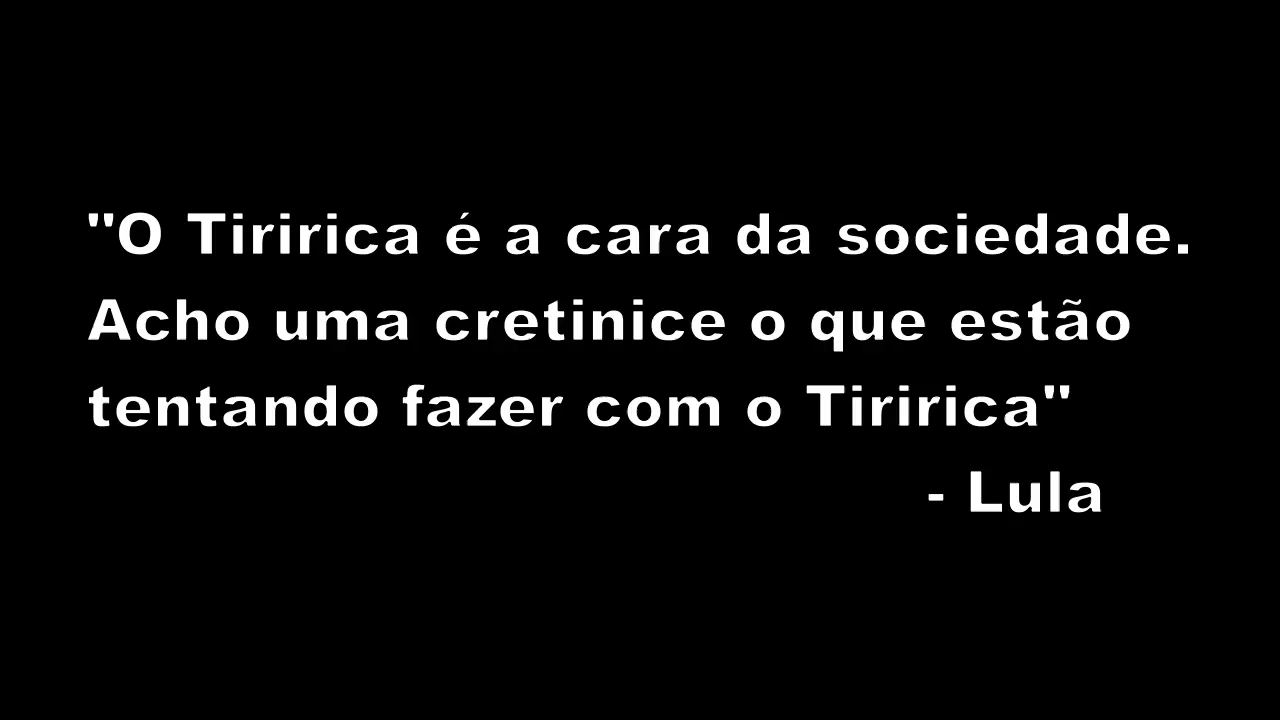 "O Tiririca é a cara da sociedade.
Acho uma cretinice o que estão
tentando fazer com o Tiririca"
- Lula